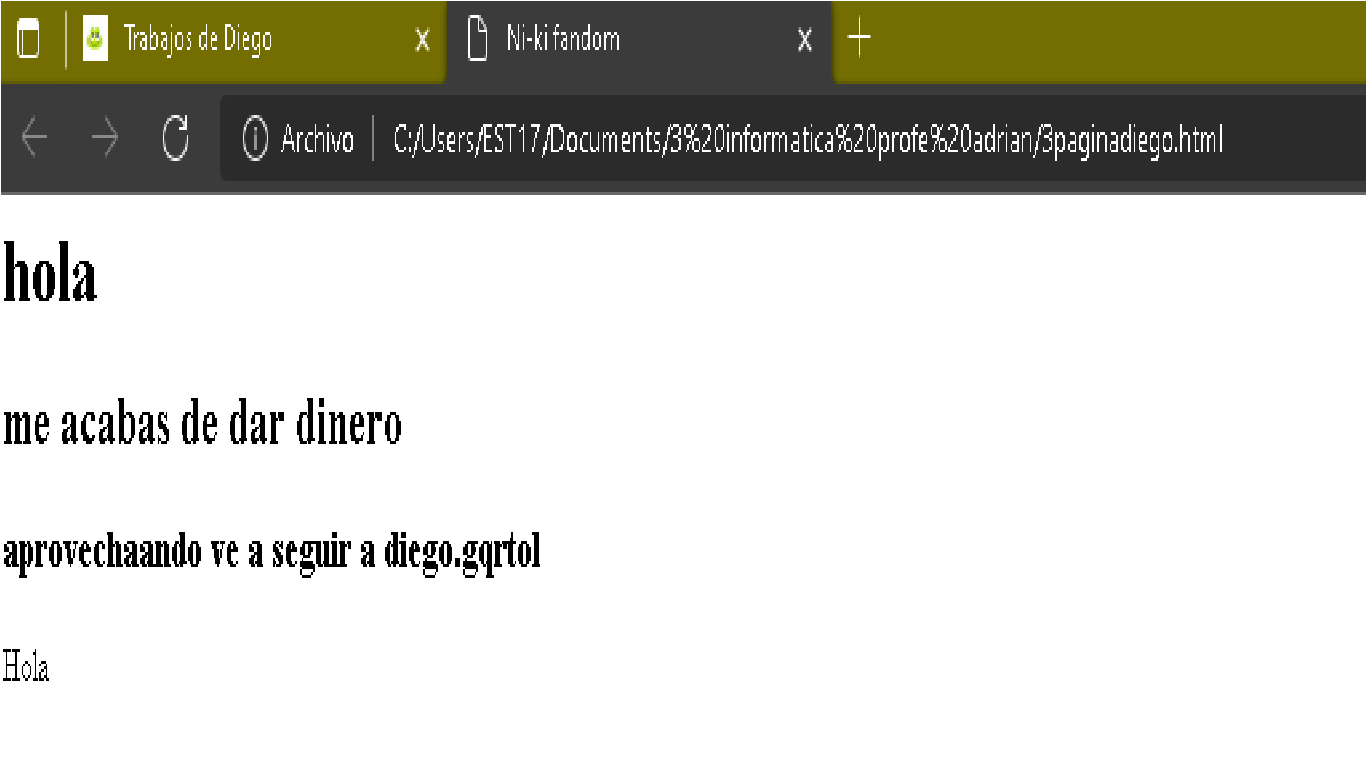 Trabajos de Diego
Ni-ki fandom
Archivo
C:/Users/EST17/Documents/3%20informatica%20profe%20adrian/3paginadiego.html
hola
me acabas de dar dinero
aprovechaando ve a seguir a diego.gqrtol
Hola